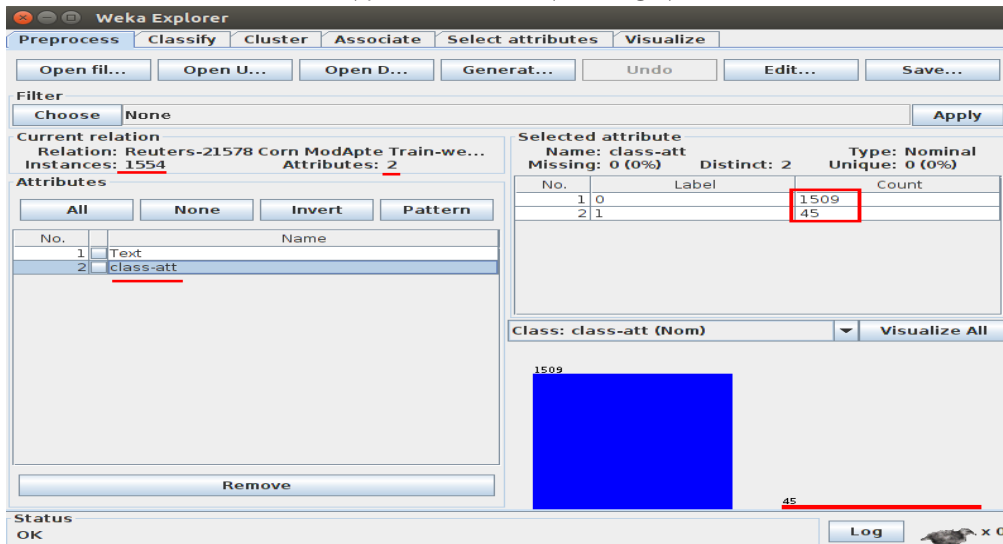 Weka Explorer
Preprocess Classify Cluster Associate Select attributes Visualize
Open fil... Open U... Open D... Generat... Undo Edit... Save...
Filter
Choose None Apply
Current relation
Relation: Reuters-21578 Corn ModApte Train-we...
Instances: 1554 Attributes: 2
Attributes
All None Invert Pattern
No. Name
1 Text
2 class-att
Remove
Selected attribute
Name: class-att Type: Nominal
Missing: 0 (0%) Distinct: 2 Unique: 0 (0%)
No. Label Count
1 0 1509
2 1 45
Class: class-att (Nom) Visualize All
1509
45
Status
OK Log x 0